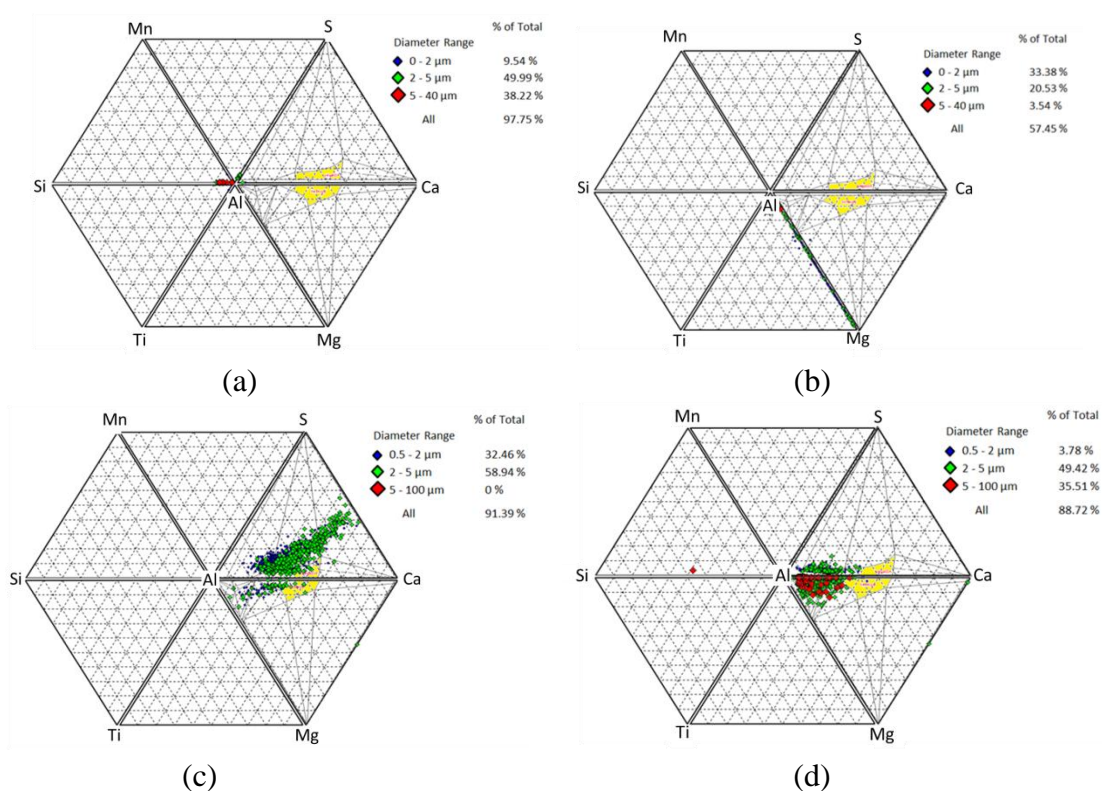 Mn
S
% of Total
Diameter Range
0 - 2 µm 9.54 %
2 - 5 µm 49.99 %
5 - 40 µm 38.22 %
All 97.75 %
Si
Al
Ca
Ti
Mg
(a)
Mn
S
% of Total
Diameter Range
0 - 2 µm 33.38 %
2 - 5 µm 20.53 %
5 - 40 µm 3.54 %
All 57.45 %
Si
Al
Ca
Ti
Mg
(b)
Mn
S
% of Total
Diameter Range
0.5 - 2 µm 32.46 %
2 - 5 µm 58.94 %
5 - 100 µm 0 %
All 91.39 %
Si
Al
Ca
Ti
Mg
(c)
Mn
S
% of Total
Diameter Range
0.5 - 2 µm 3.78 %
2 - 5 µm 49.42 %
5 - 100 µm 35.51 %
All 88.72 %
Si
Al
Ca
Ti
Mg
(d)